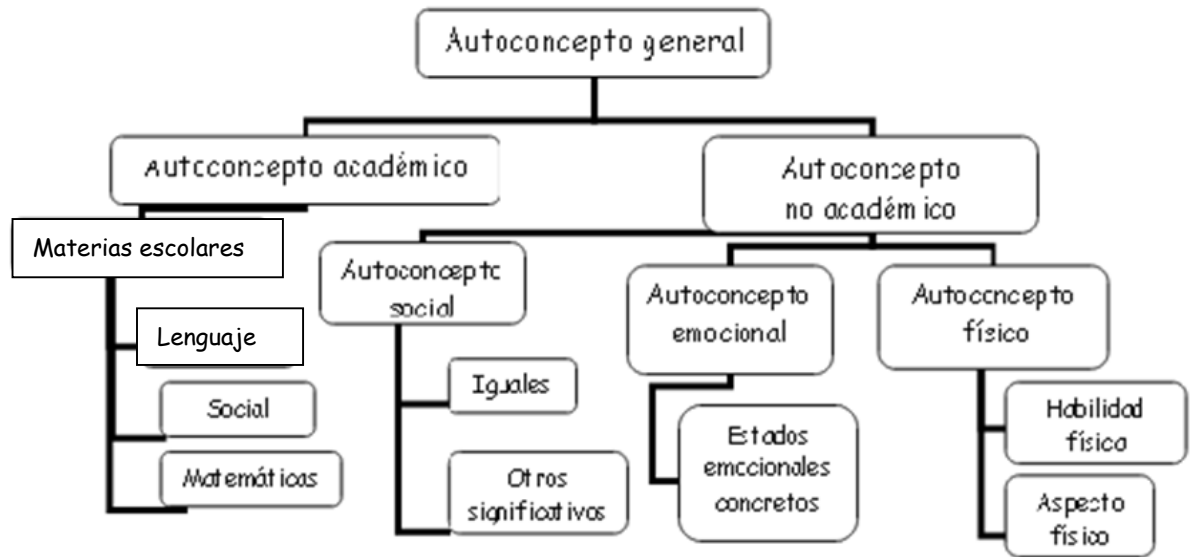 Autoconcepto general
Autoconcepto académico
Autoconcepto
no académico
Materias escolares
Autoconcepto
social
Autoconcepto
emocional
Autoconcepto
físico
Lenguaje
Iguales
Social
Habilidad
física
Estados
emocionales
concretos
Matemáticas
Otros
significativos
Aspecto
físico